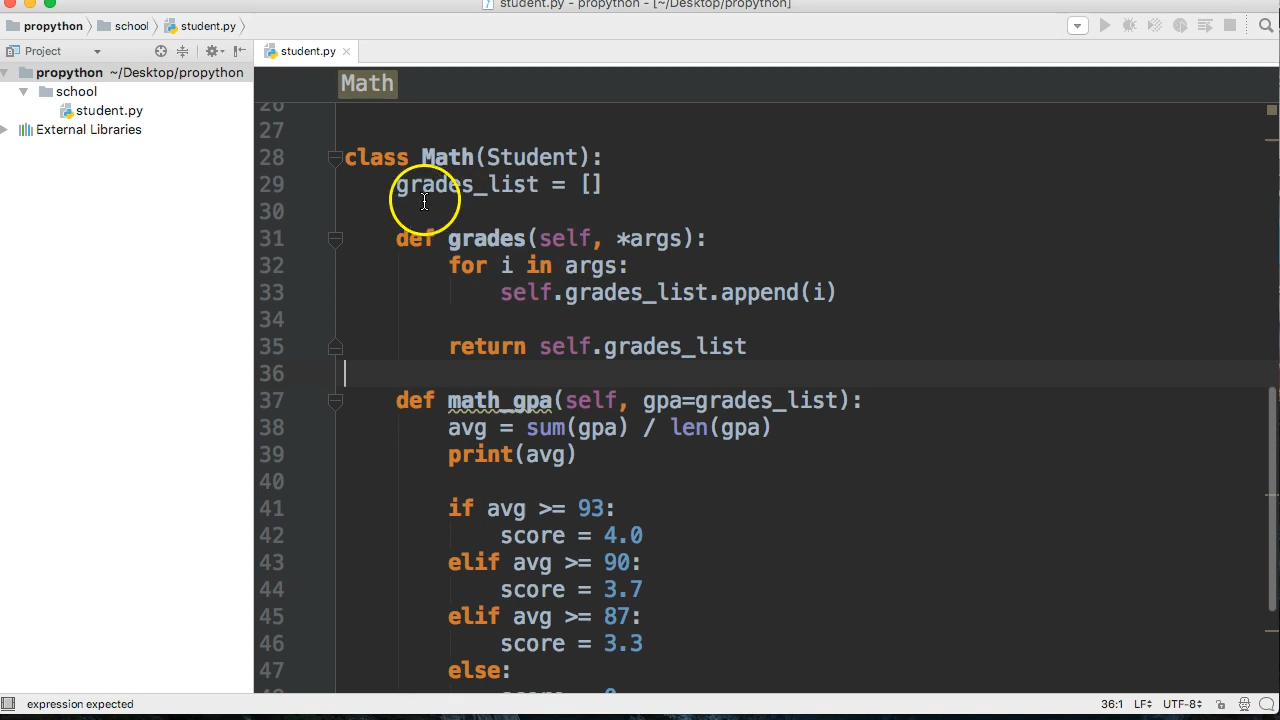 student.py - propython - [~/Desktop/propython]
propython school student.py
Project student.py
propython ~/Desktop/propython
school
student.py
External Libraries
Math
26
27
28 class Math(Student):
29 grades_list = []
30
31 def grades(self, *args):
32 for i in args:
33 self.grades_list.append(i)
34
35 return self.grades_list
36
37 def math_gpa(self, gpa=grades_list):
38 avg = sum(gpa) / len(gpa)
39 print(avg)
40
41 if avg >= 93:
42 score = 4.0
43 elif avg >= 90:
44 score = 3.7
45 elif avg >= 87:
46 score = 3.3
47 else:
expression expected 36:1 LF UTF-8